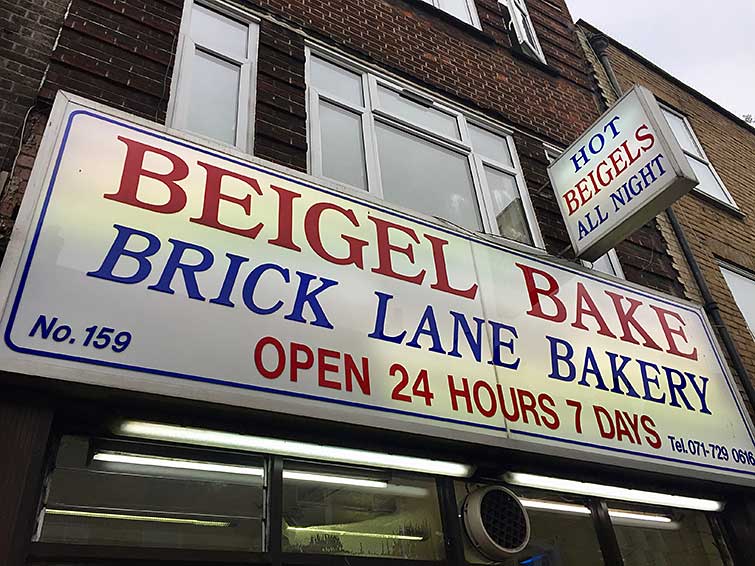 BEIGEL BAKE
BRICK LANE BAKERY
No. 159
OPEN 24 HOURS 7 DAYS
Tel. 071-729 0616
HOT
BEIGELS
ALL NIGHT